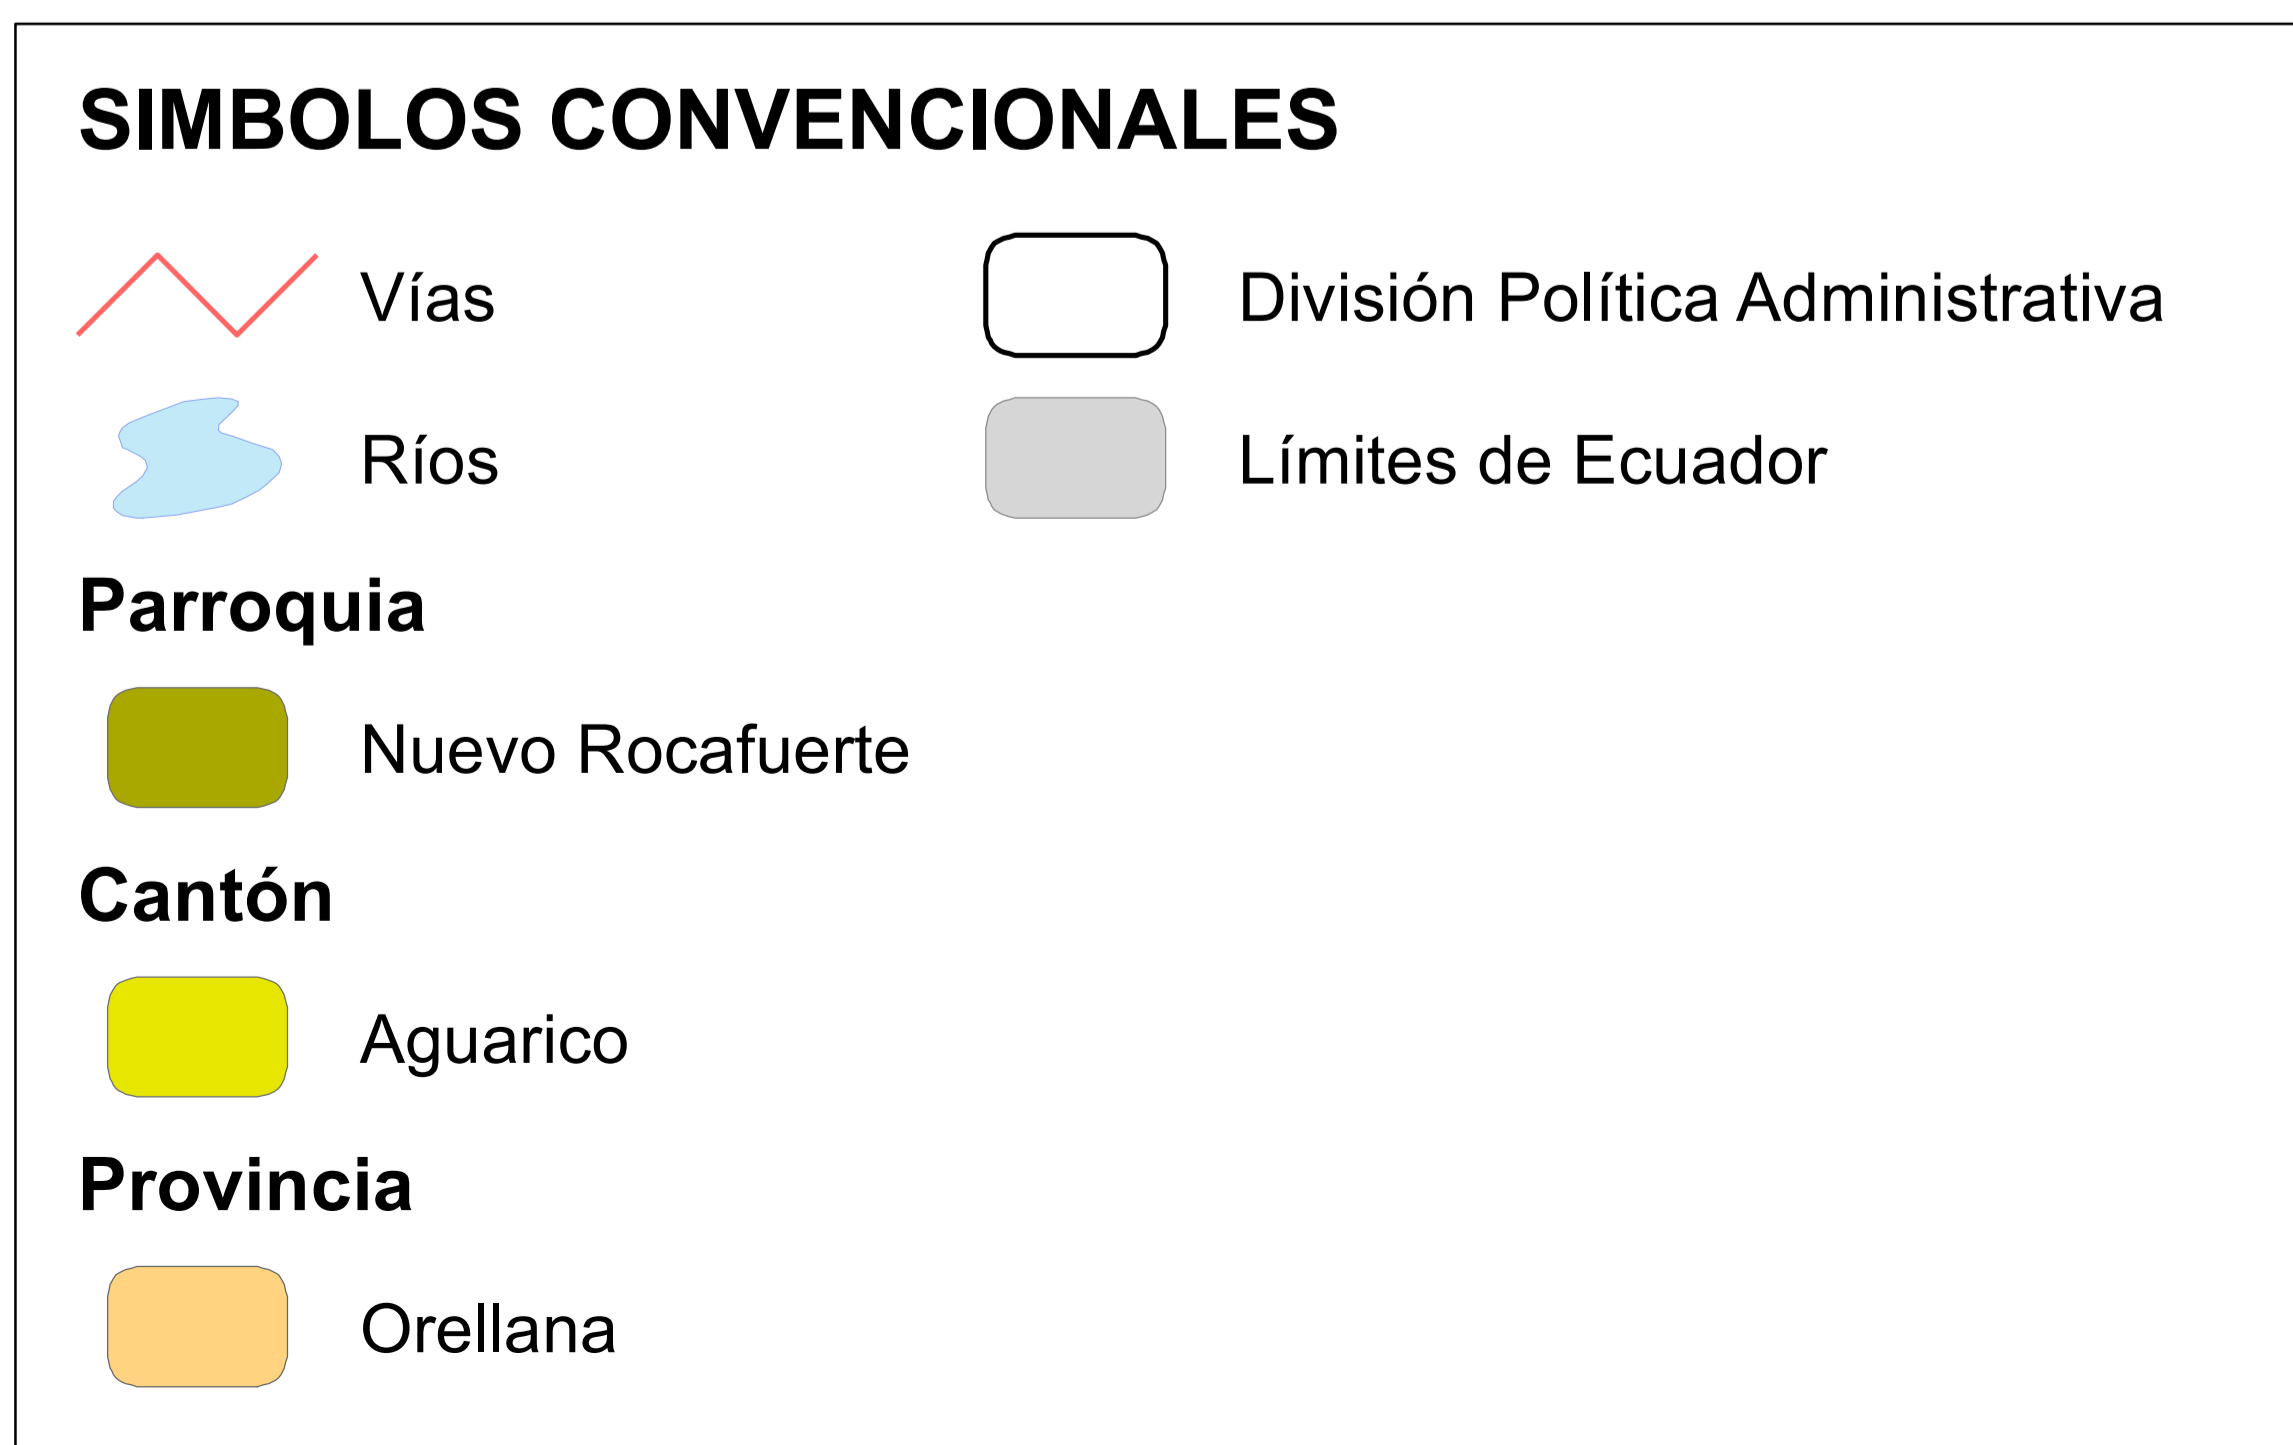 SIMBOLOS CONVENCIONALES
Vías
División Política Administrativa
Ríos
Límites de Ecuador
Parroquia
Nuevo Rocafuerte
Cantón
Aguarico
Provincia
Orellana